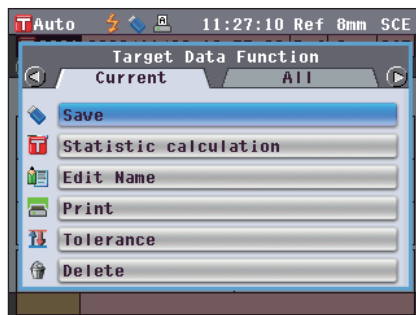 TAuto 11:27:10 Ref 8mm SCE
Target Data Function
Current All
Save
Statistic calculation
Edit Name
Print
Tolerance
Delete